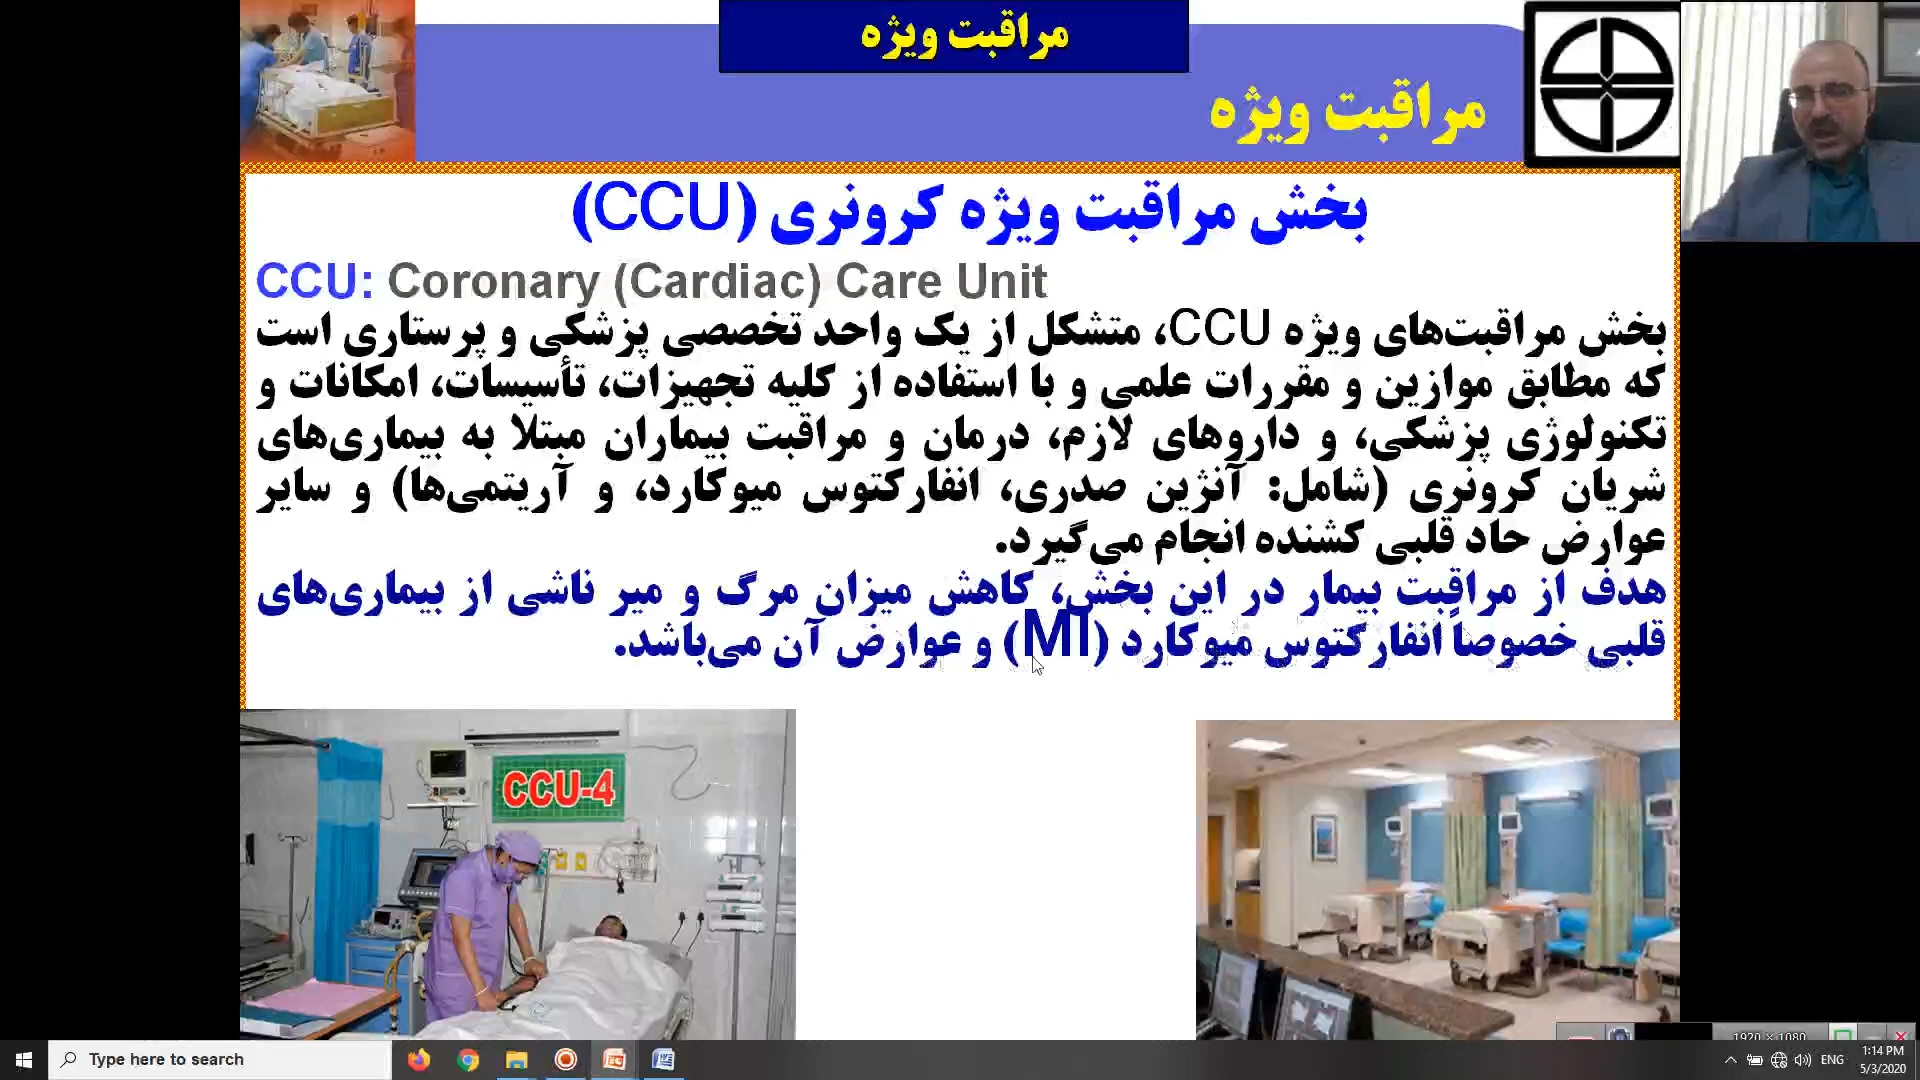 مراقبت ویژه
مراقبت ویژه
بخش مراقبت ویژه کرونری (CCU)
CCU: Coronary (Cardiac) Care Unit
بخش مراقبت‌های ویژه CCU، متشکل از یک واحد تخصصی پزشکی و پرستاری است
که مطابق موازین و مقررات علمی و با استفاده از کلیه تجهیزات، تأسیسات، امکانات و
تکنولوژی پزشکی، و داروهای لازم، درمان و مراقبت بیماران مبتلا به بیماری‌های
شریان کرونری (شامل: آنژین صدری، انفارکتوس میوکارد، و آریتمی‌ها) و سایر
عوارض حاد قلبی کشنده انجام می‌گیرد.
هدف از مراقبت بیمار در این بخش، کاهش میزان مرگ و میر ناشی از بیماری‌های
قلبی خصوصاً انفارکتوس میوکارد (MI) و عوارض آن می‌باشد.
CCU-4
1920 x 1080
Type here to search
ENG
1:14 PM
5/3/2020